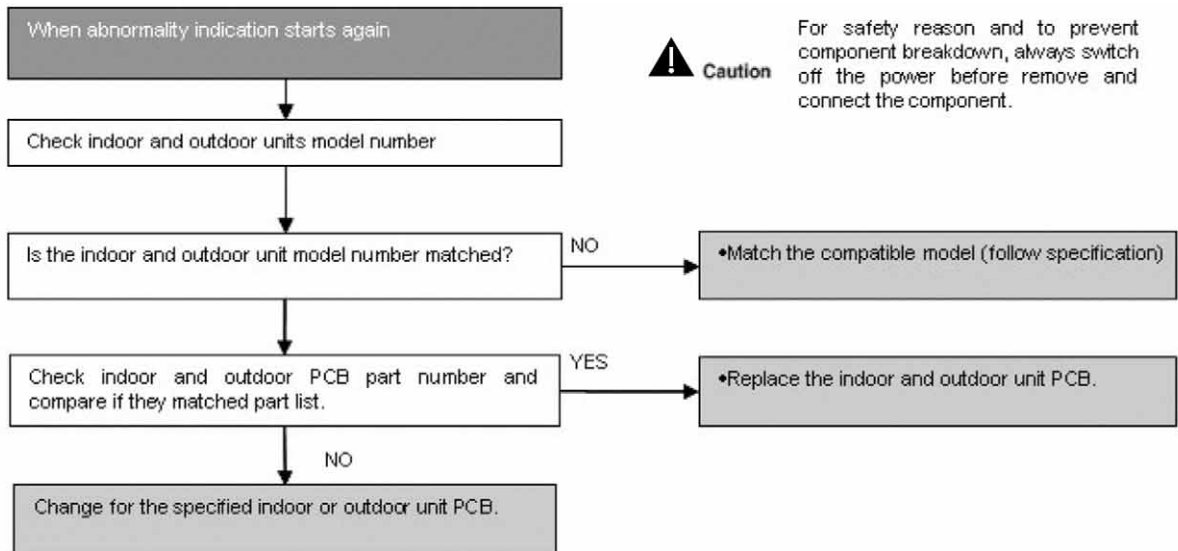 When abnormality indication starts again
For safety reason and to prevent
component breakdown, always switch
off the power before remove and
connect the component.
Caution
Check indoor and outdoor units model number
Is the indoor and outdoor unit model number matched?
NO
•Match the compatible model (follow specification)
Check indoor and outdoor PCB part number and
compare if they matched part list.
YES
•Replace the indoor and outdoor unit PCB.
NO
Change for the specified indoor or outdoor unit PCB.